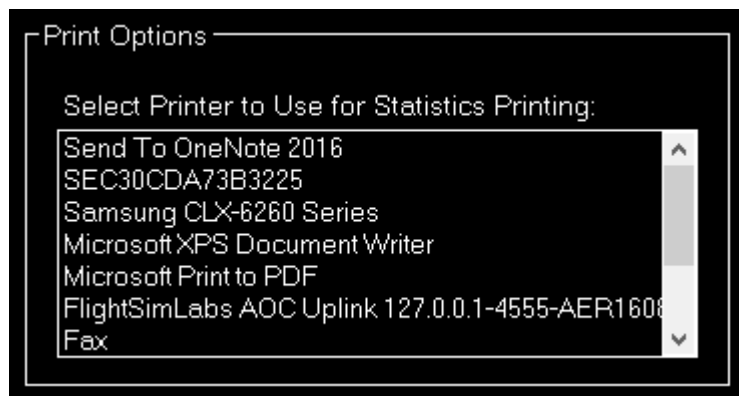 Print Options
Select Printer to Use for Statistics Printing:
Send To OneNote 2016
SEC30CDA73B3225
Samsung CLX-6260 Series
Microsoft XPS Document Writer
Microsoft Print to PDF
FlightSimLabs AOC Uplink 127.0.0.1-4555-AER1608
Fax